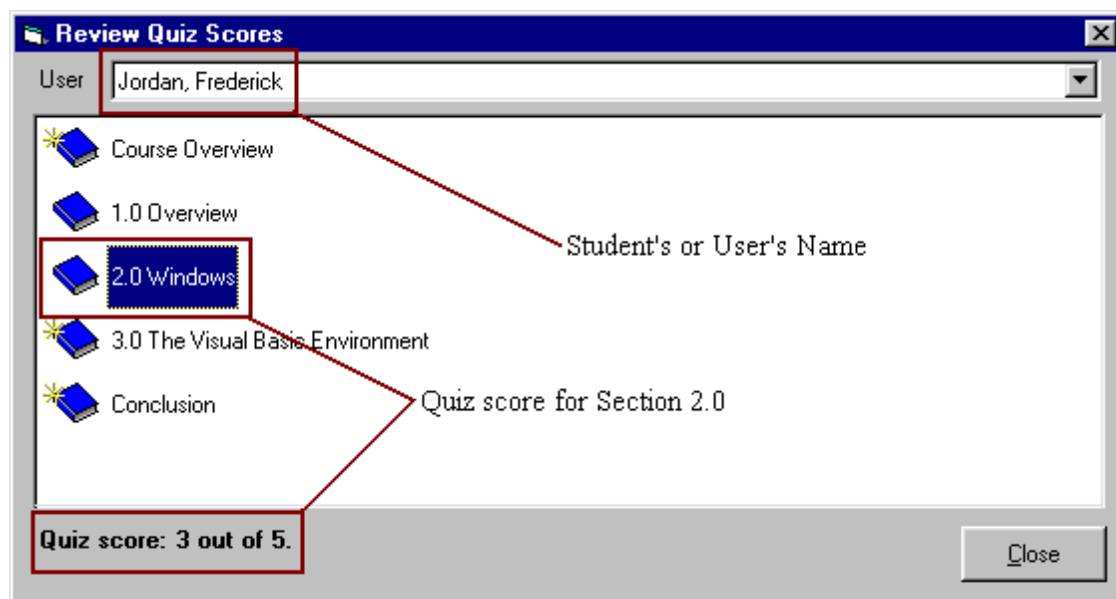 Review Quiz Scores
User Jordan, Frederick
Course Overview
1.0 Overview
Student's or User's Name
2.0 Windows
3.0 The Visual Basic Environment
Conclusion
Quiz score for Section 2.0
Quiz score: 3 out of 5.
Close